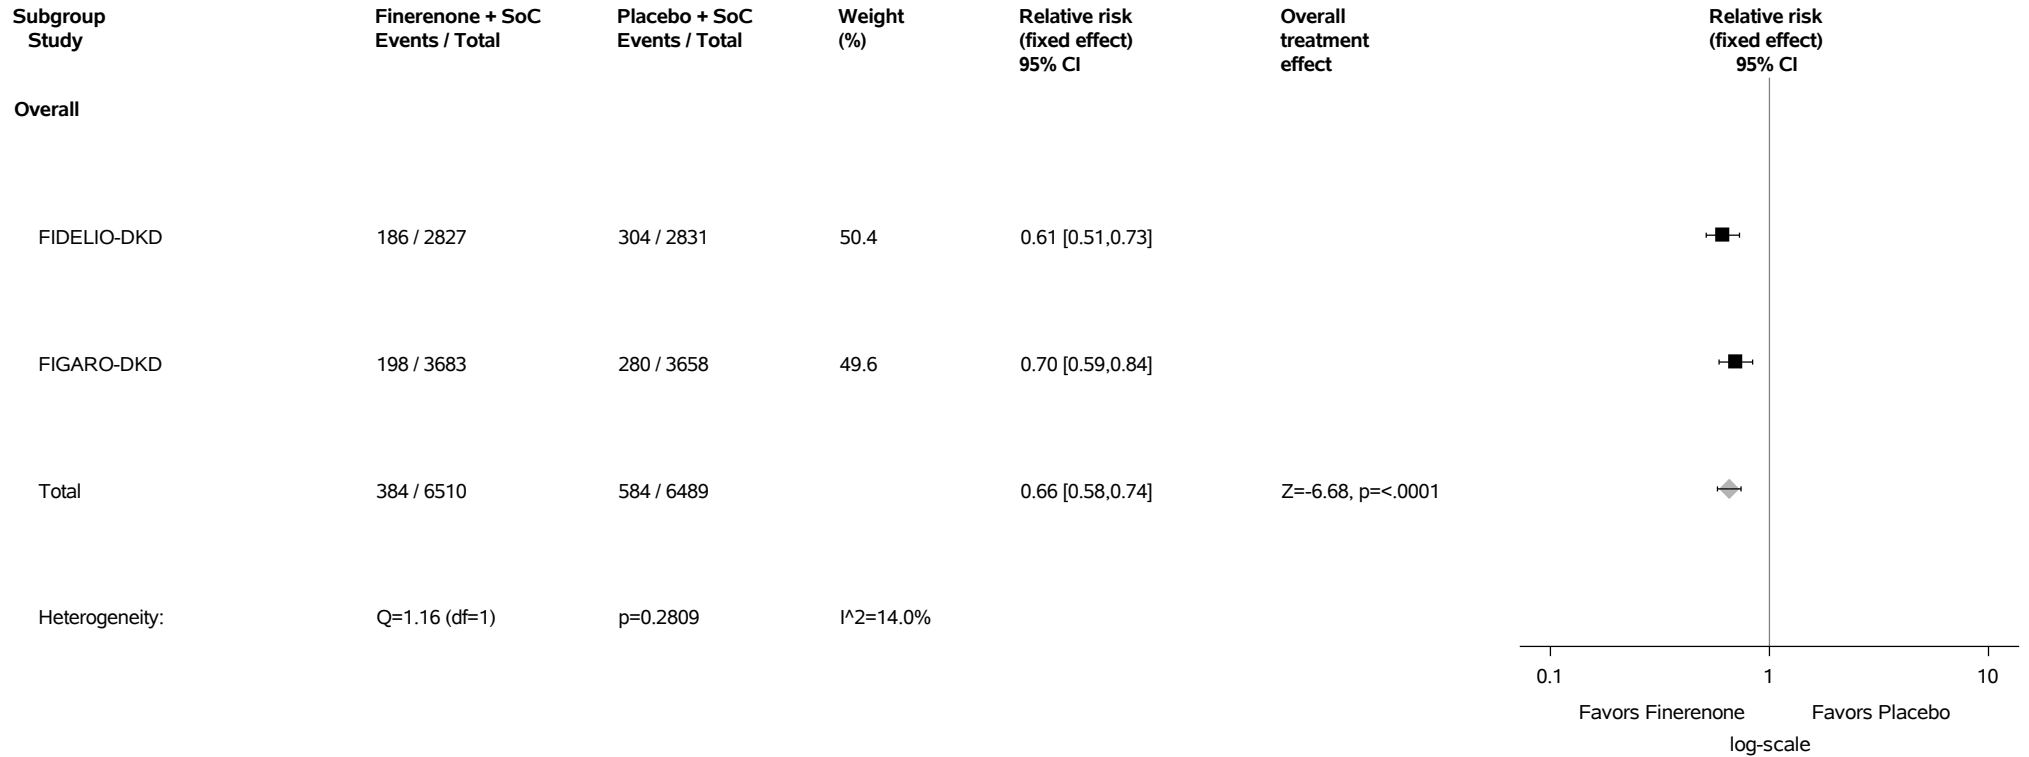 Subgroup Finerenone + SoC Placebo + SoC Weight Relative risk Overall Relative risk
Study Events / Total Events / Total (%) (fixed effect) treatment (fixed effect)
95% CI effect 95% CI
Overall
FIDELIO-DKD 186 / 2827 304 / 2831 50.4 0.61 [0.51,0.73]
FIGARO-DKD 198 / 3683 280 / 3658 49.6 0.70 [0.59,0.84]
Total 384 / 6510 584 / 6489 0.66 [0.58,0.74] Z=-6.68, p=<.0001
Heterogeneity: Q=1.16 (df=1) p=0.2809 I^2=14.0%
0.1 1 10
Favors Finerenone Favors Placebo
log-scale